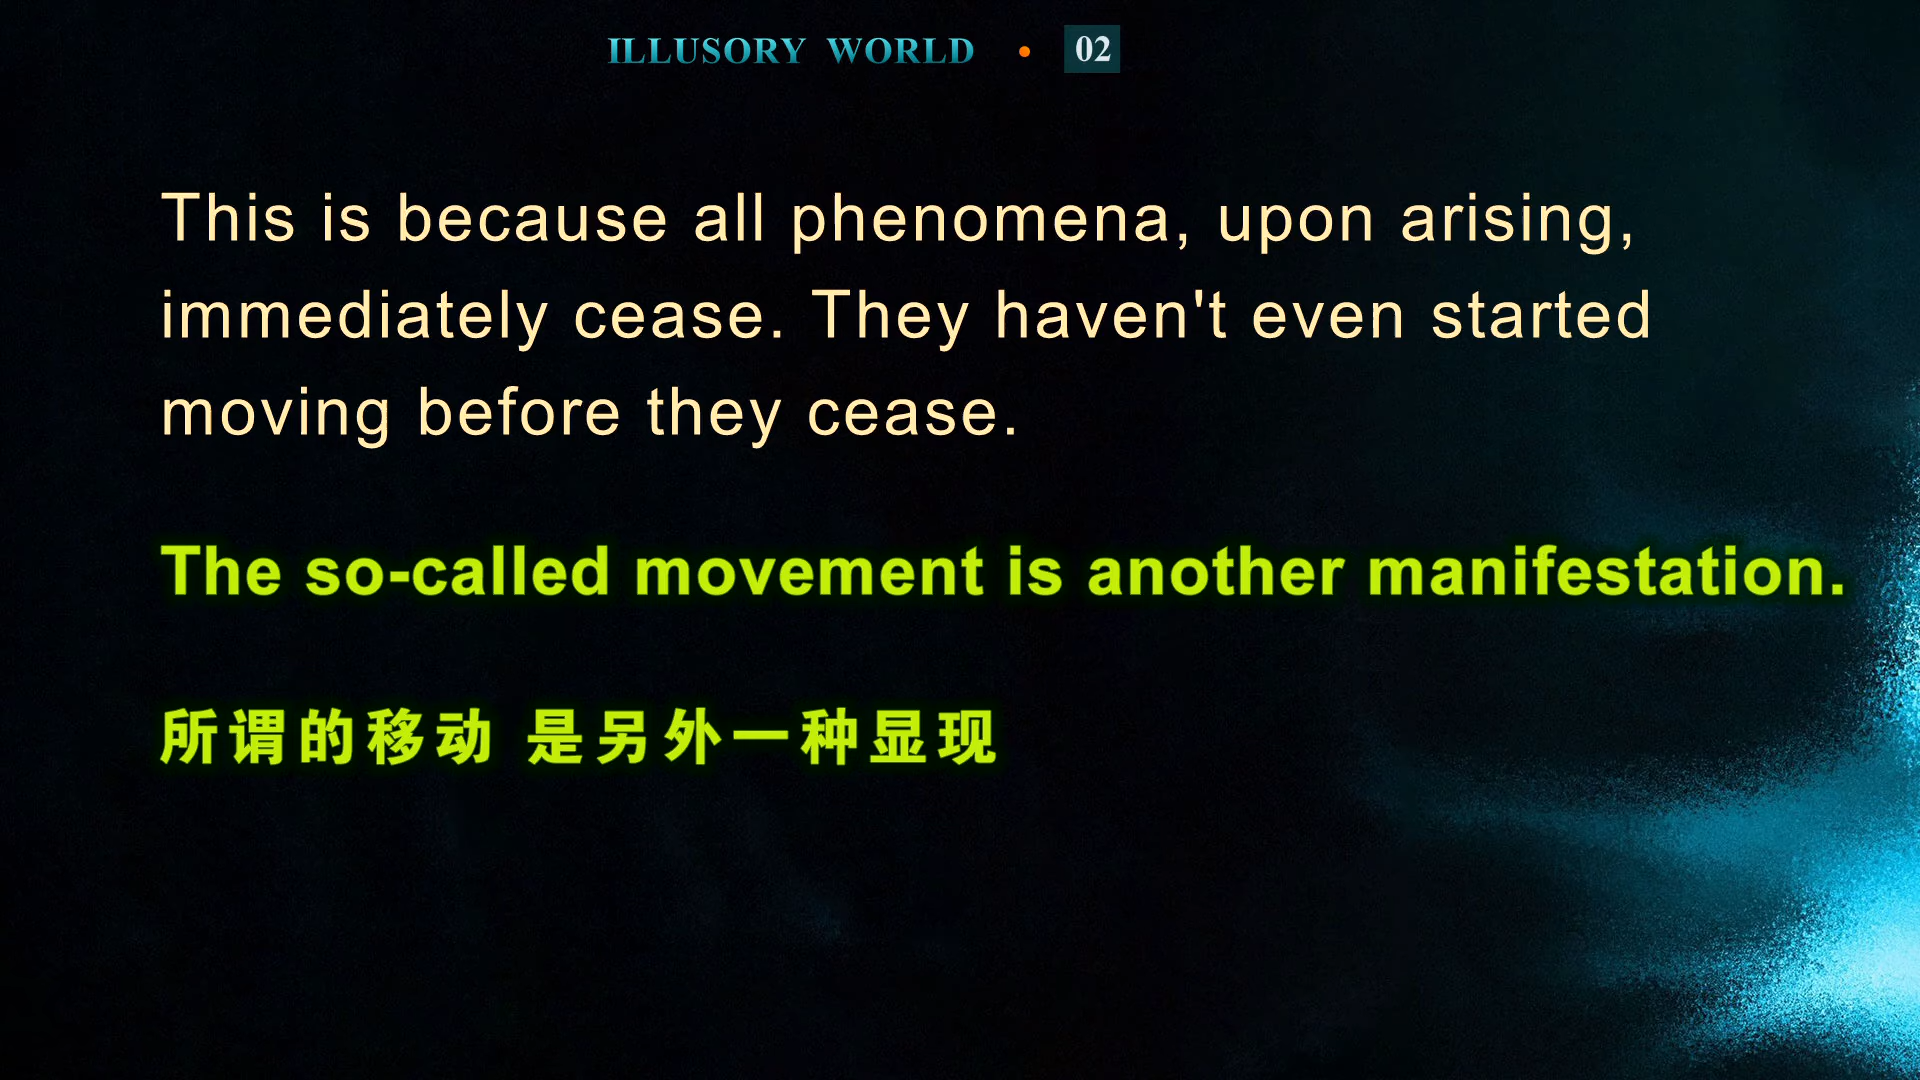 ILLUSORY WORLD • 02
This is because all phenomena, upon arising,
immediately cease. They haven't even started
moving before they cease.
The so-called movement is another manifestation.
所谓的移动 是另外一种显现